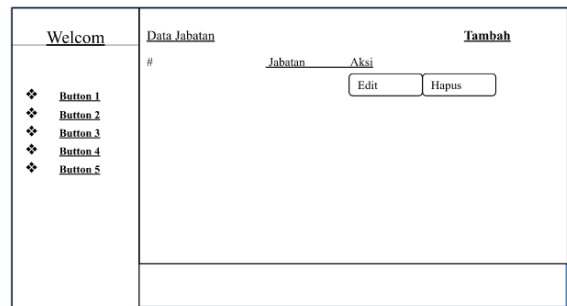 Welcom
Button 1
Button 2
Button 3
Button 4
Button 5
Data Jabatan
Tambah
# Jabatan Aksi
Edit Hapus